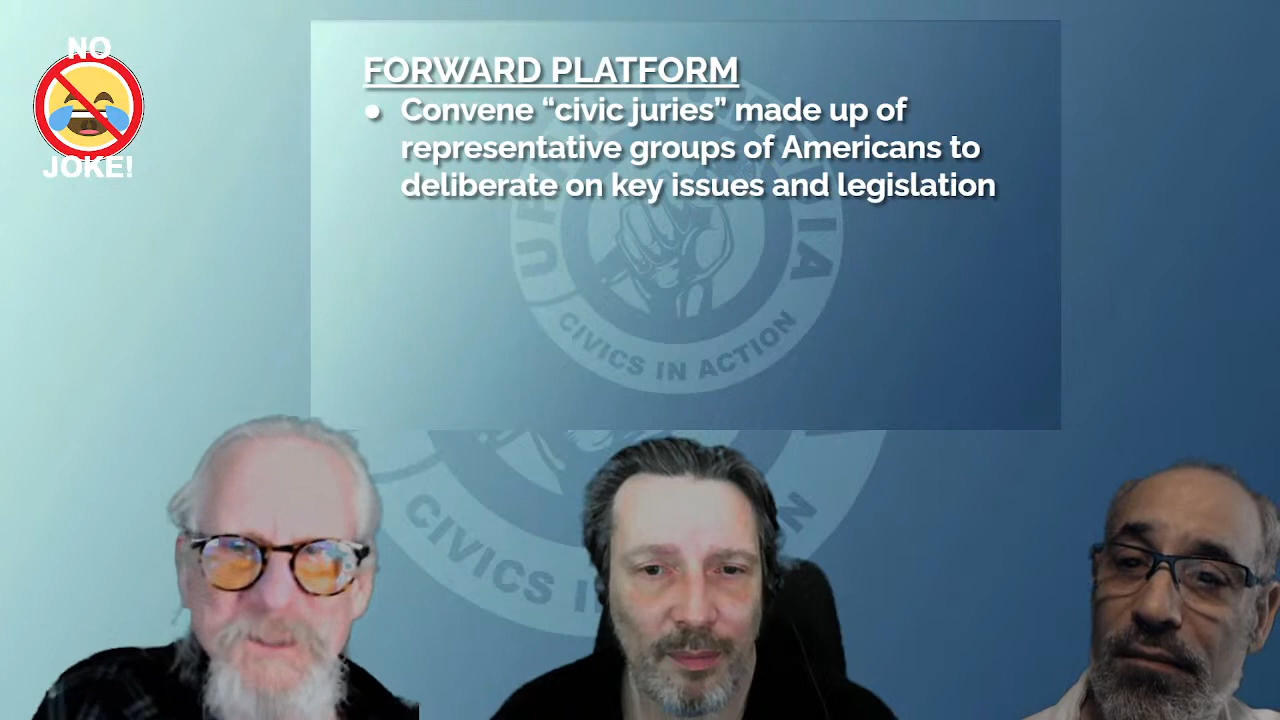 NO
JOKE!
FORWARD PLATFORM
● Convene “civic juries” made up of
representative groups of Americans to
deliberate on key issues and legislation
CIVICS IN ACTION
CIVICS I
N